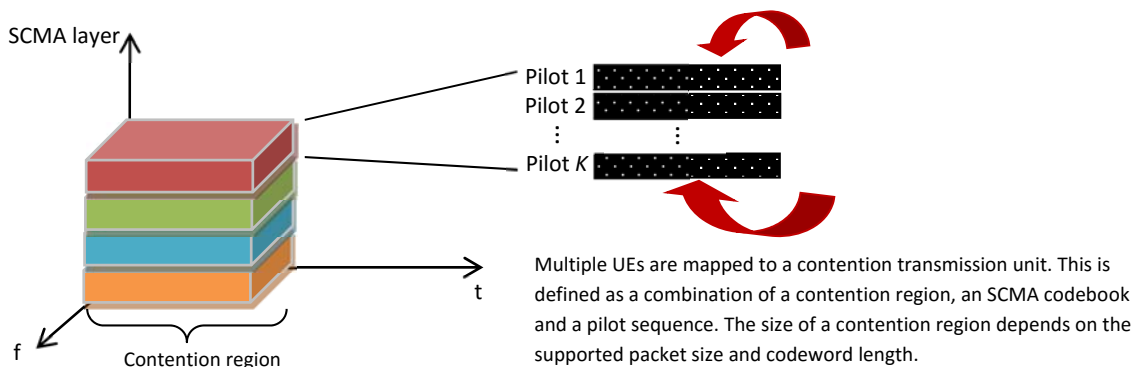 SCMA layer
Pilot 1
Pilot 2
⋮ ⋮
Pilot K
t
f
Contention region
Multiple UEs are mapped to a contention transmission unit. This is
defined as a combination of a contention region, an SCMA codebook
and a pilot sequence. The size of a contention region depends on the
supported packet size and codeword length.